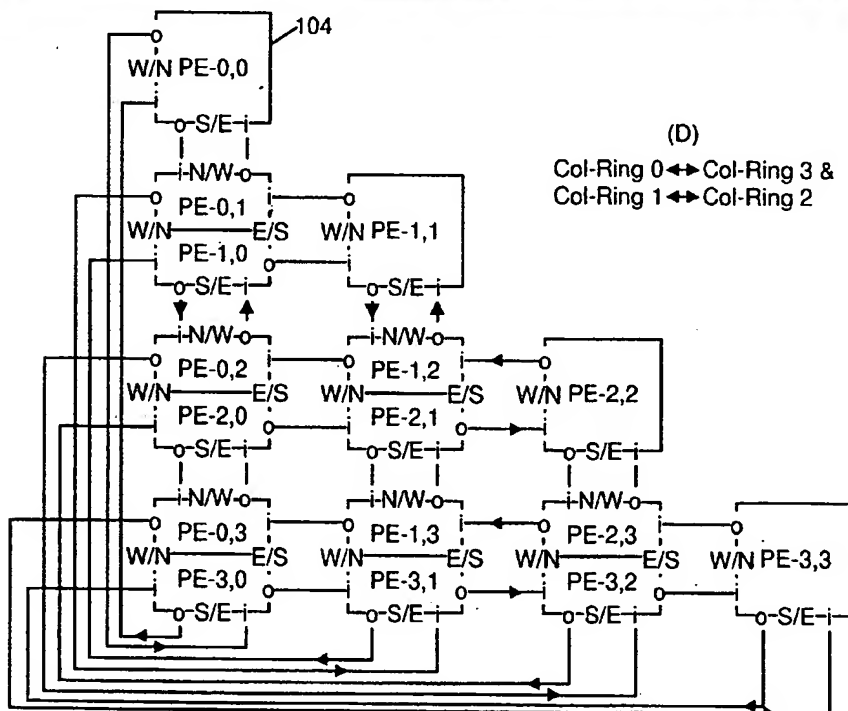 104
o
W/N PE-0,0
i
o-S/E-i
(D)
Col-Ring 0↔Col-Ring 3 &
Col-Ring 1↔Col-Ring 2
i-N/W-o
o PE-0,1 i o
W/N E/S W/N PE-1,1
i PE-1,0 o i
o-S/E-i o-S/E-i
i-N/W-o i-N/W-o
o PE-0,2 i o PE-1,2 i o
W/N E/S W/N E/S W/N PE-2,2
i PE-2,0 o i PE-2,1 o i
o-S/E-i o-S/E-i o-S/E-i
i-N/W-o i-N/W-o i-N/W-o
o PE-0,3 i o PE-1,3 i o PE-2,3 i o
W/N E/S W/N E/S W/N E/S W/N PE-3,3
i PE-3,0 o i PE-3,1 o i PE-3,2 o i
o-S/E-i o-S/E-i o-S/E-i o-S/E-i